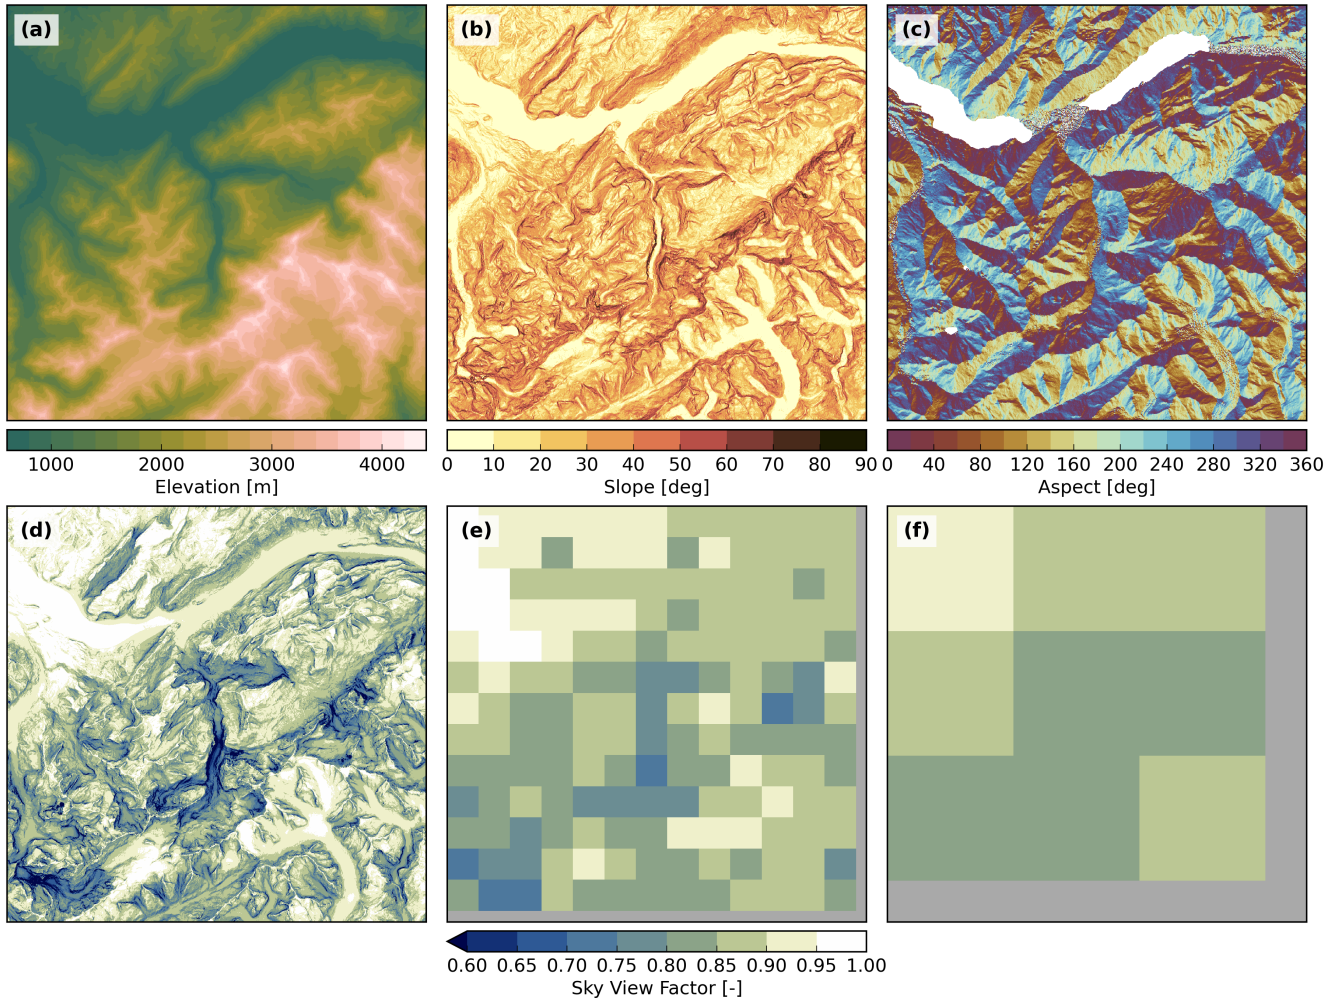 (a)
(b)
(c)
1000 2000 3000 4000
Elevation [m]
0 10 20 30 40 50 60 70 80 90
Slope [deg]
0 40 80 120 160 200 240 280 320 360
Aspect [deg]
(d)
(e)
(f)
0.60 0.65 0.70 0.75 0.80 0.85 0.90 0.95 1.00
Sky View Factor [-]